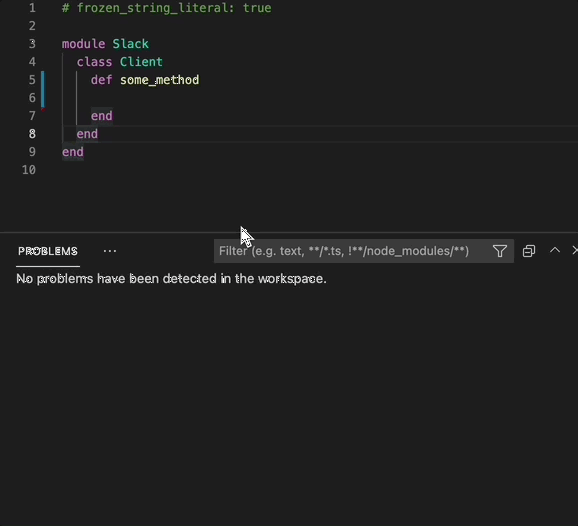 1 # frozen_string_literal: true
2
3 module Slack
4 class Client
5 def some_method
6
7 end
8 end
9 end
10
PROBLEMS ... Filter (e.g. text, **/*.ts, !**/node_modules/**)
No problems have been detected in the workspace.